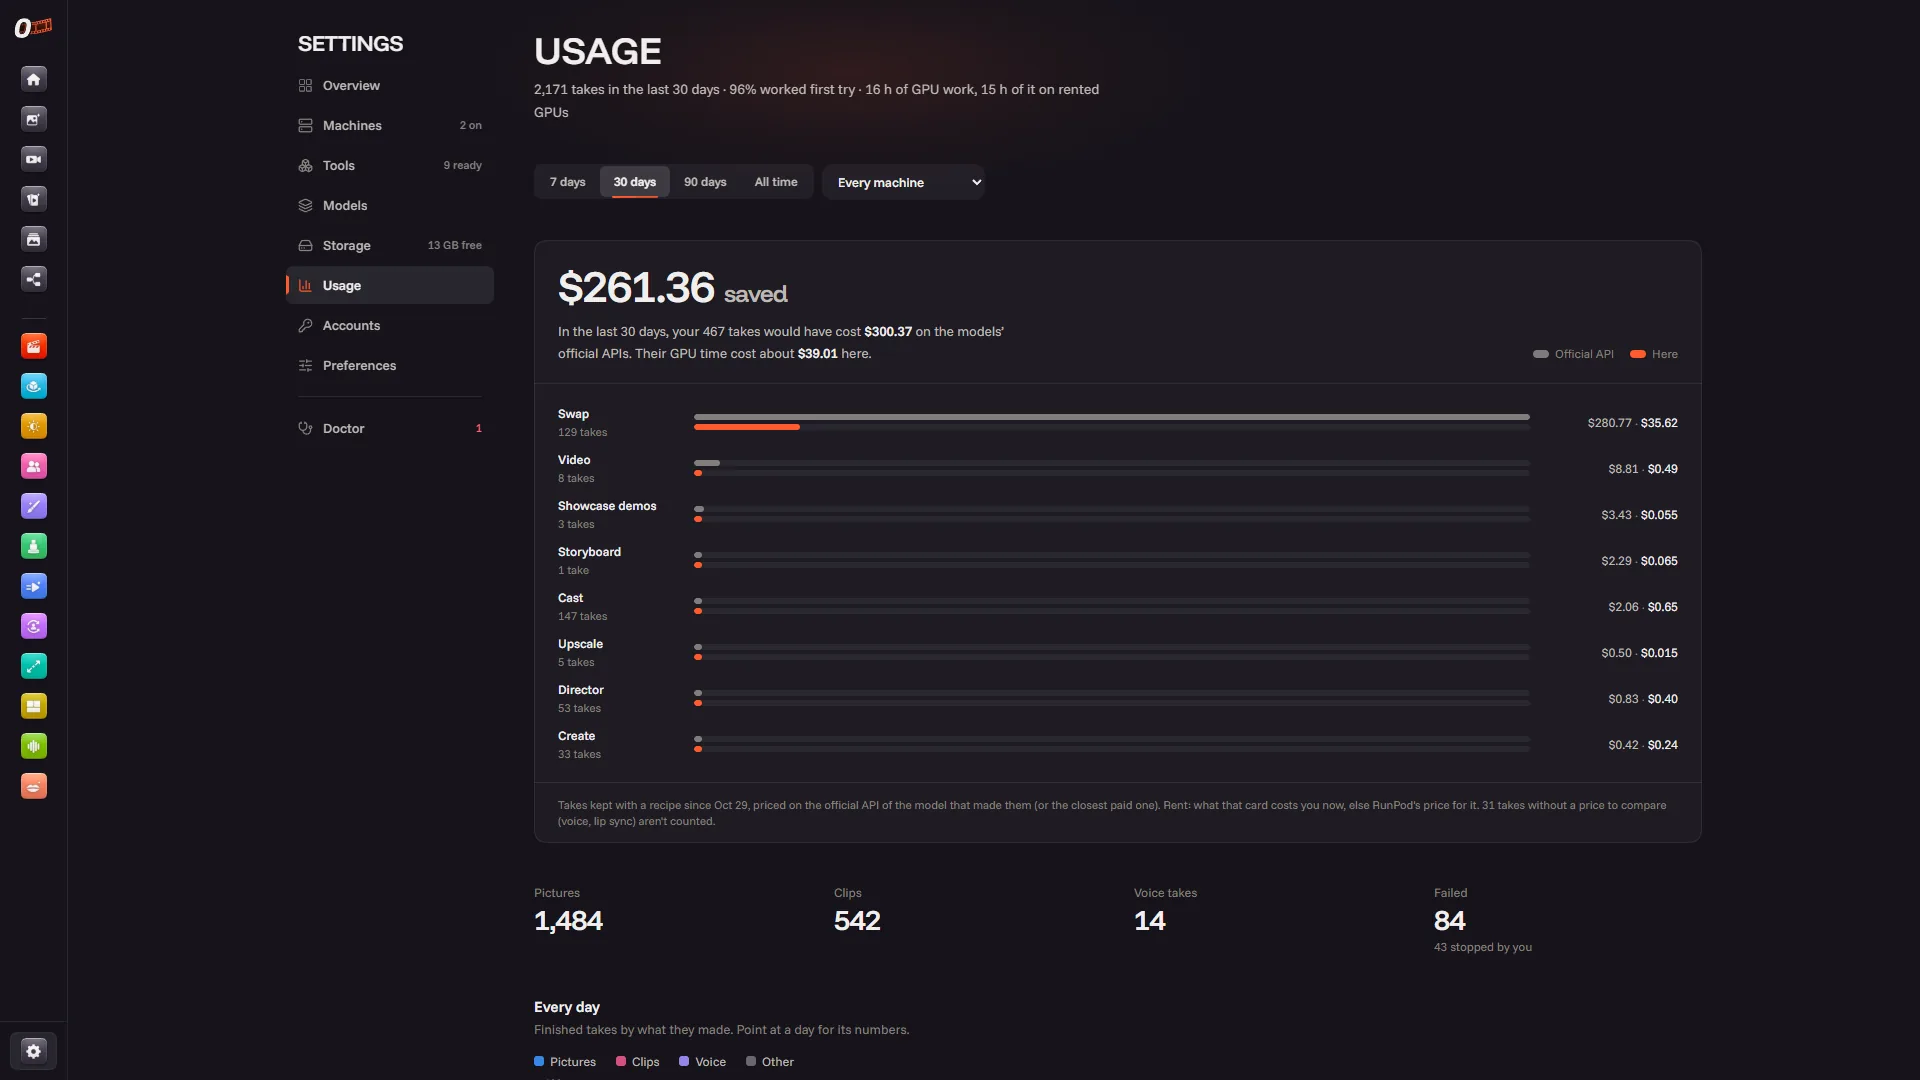 SETTINGS
Overview
Machines 2 on
Tools 9 ready
Models
Storage 13 GB free
Usage
Accounts
Preferences
Doctor 1
USAGE
2,171 takes in the last 30 days · 96% worked first try · 16 h of GPU work, 15 h of it on rented
GPUs
7 days 30 days 90 days All time Every machine
$261.36 saved
In the last 30 days, your 467 takes would have cost $300.37 on the models'
official APIs. Their GPU time cost about $39.01 here.
Official API Here
Swap
129 takes
$280.77 · $35.62
Video
8 takes
$8.81 · $0.49
Showcase demos
3 takes
$3.43 · $0.055
Storyboard
1 take
$2.29 · $0.065
Cast
147 takes
$2.06 · $0.65
Upscale
5 takes
$0.50 · $0.015
Director
53 takes
$0.83 · $0.40
Create
33 takes
$0.42 · $0.24
Takes kept with a recipe since Oct 29, priced on the official API of the model that made them (or the closest paid one). Rent: what that card costs you now, else RunPod's price for it. 31 takes without a price to compare
(voice, lip sync) aren't counted.
Pictures
1,484
Clips
542
Voice takes
14
Failed
84
43 stopped by you
Every day
Finished takes by what they made. Point at a day for its numbers.
Pictures Clips Voice Other